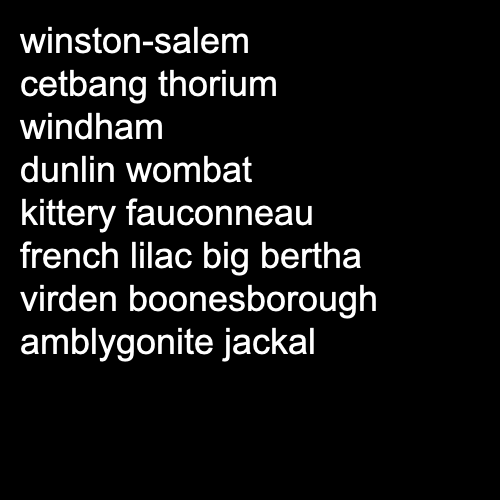 winston-salem
cetbang thorium
windham
dunlin wombat
kittery fauconneau
french lilac big bertha
virden boonesborough
amblygonite jackal